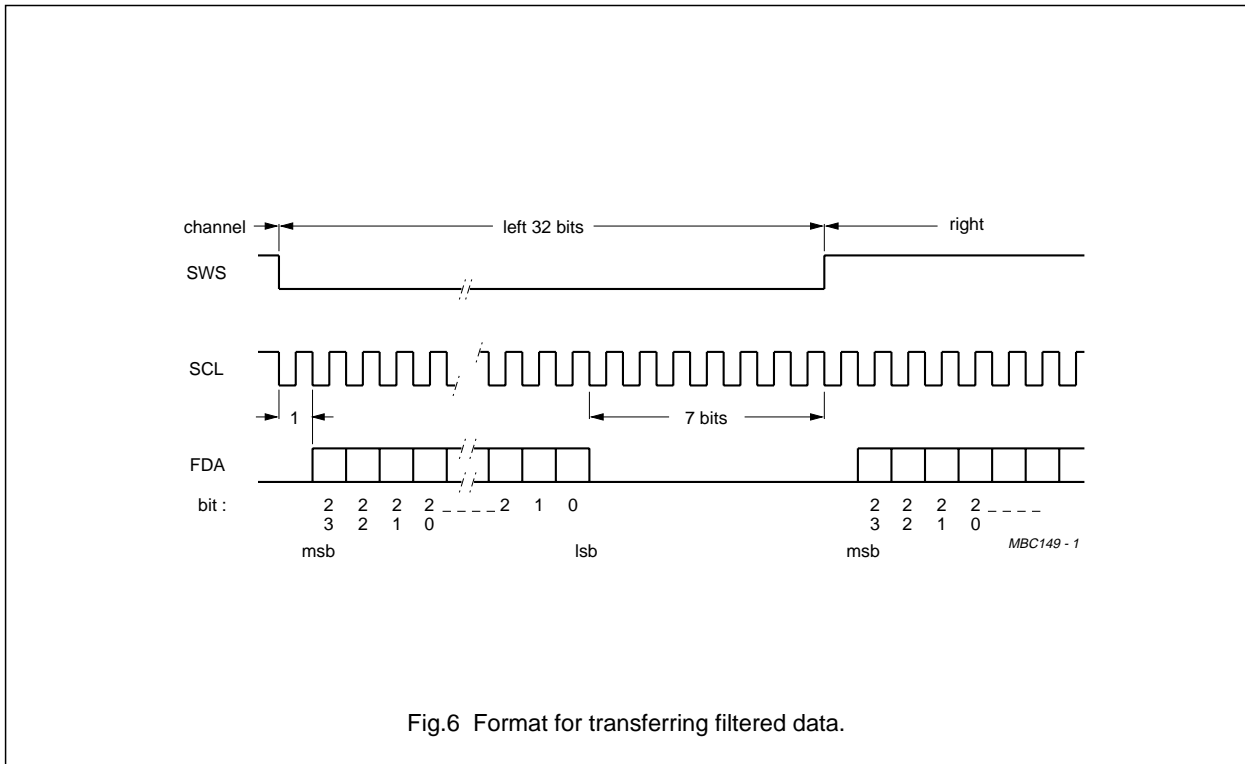 channel left 32 bits right
SWS
SCL
1 7 bits
FDA
bit : 2 2 2 2 _ _ _ _ 2 1 0 2 2 2 2 _ _ _ _
3 2 1 0 3 2 1 0
msb lsb msb
MBC149 - 1
Fig.6 Format for transferring filtered data.